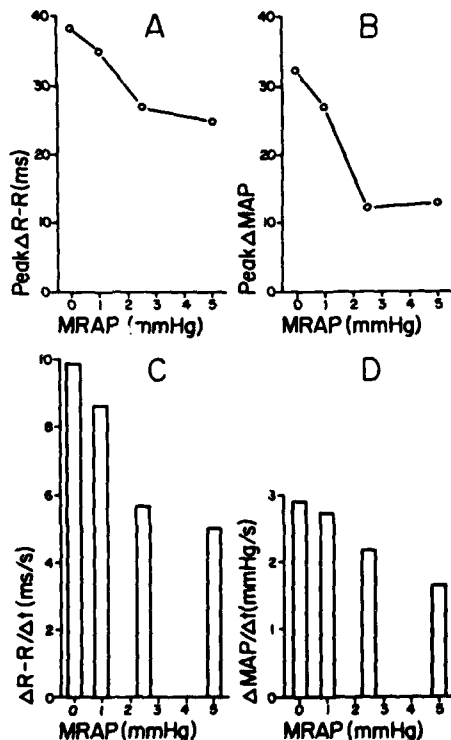 A
40
30
20
10
0
Peak Δ R-R (ms)
0 1 2 3 4 5
MRAP (mmHg)
B
40
30
20
10
0
Peak Δ MAP
0 1 2 3 4 5
MRAP (mmHg)
C
10
8
6
4
2
0
ΔR-R/Δt (ms/s)
0 1 2 3 4 5
MRAP (mmHg)
D
3
2
1
0
ΔMAP/Δt(mmHg/s)
0 1 2 3 4 5
MRAP (mmHg)